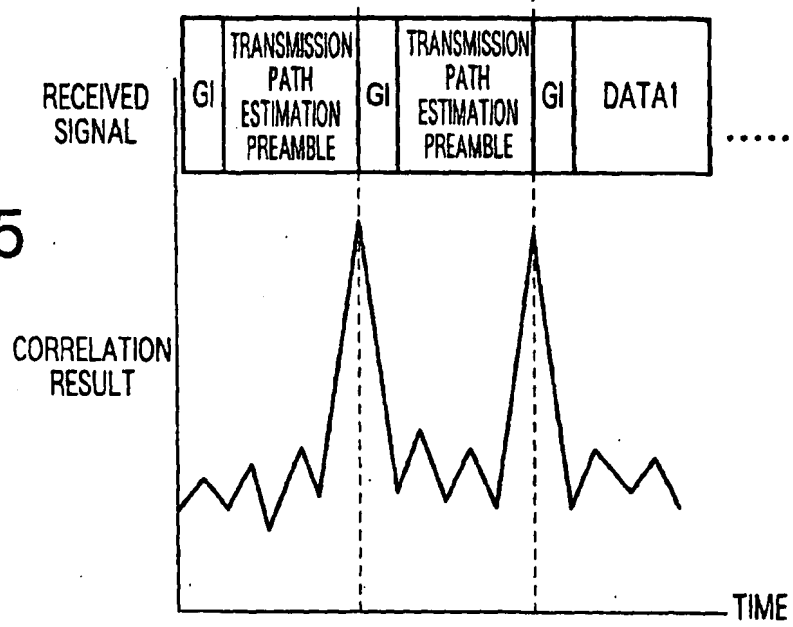 RECEIVED
SIGNAL
GI
TRANSMISSION
PATH
ESTIMATION
PREAMBLE
GI
TRANSMISSION
PATH
ESTIMATION
PREAMBLE
GI
DATA1
.....
5
CORRELATION
RESULT
TIME